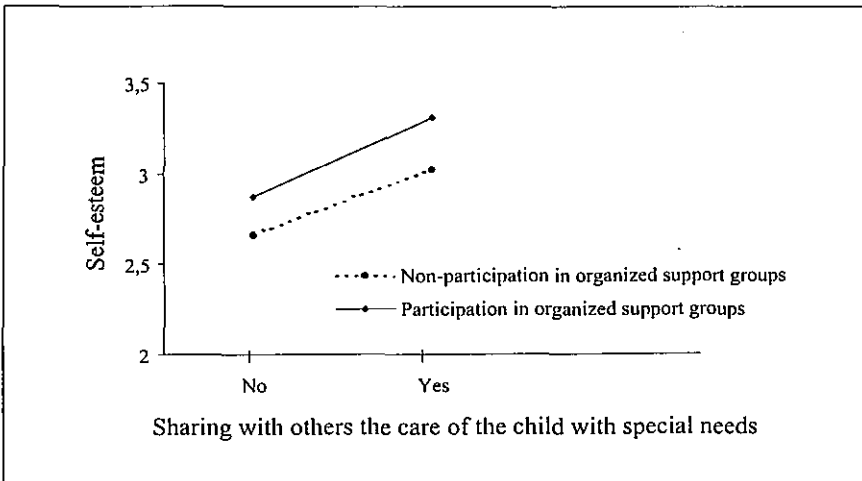 3,5
3
2,5
2
Self-esteem
Non-participation in organized support groups
Participation in organized support groups
No Yes
Sharing with others the care of the child with special needs